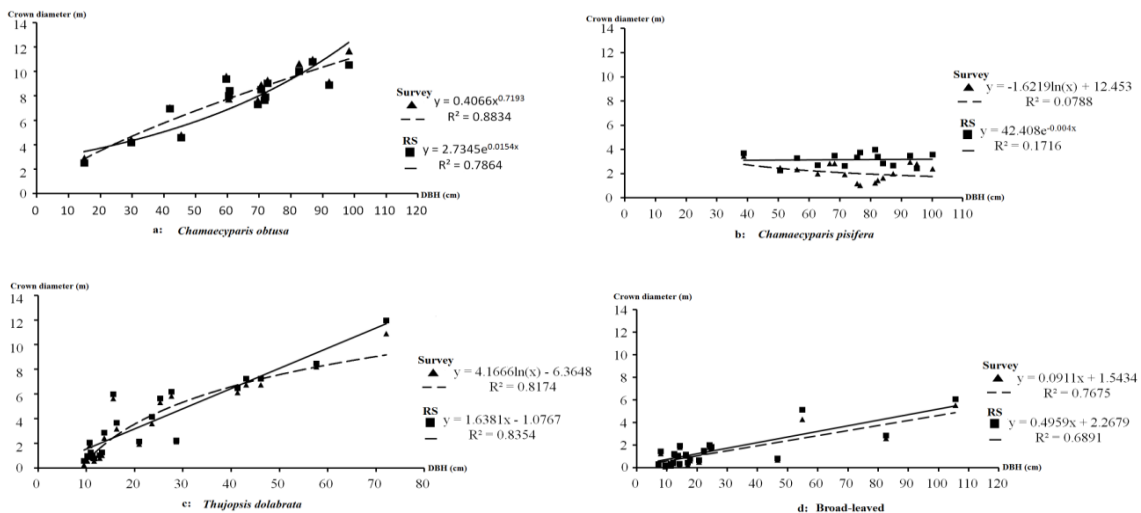 Crown diameter (m)
14
12
10
8
6
4
2
0
0 10 20 30 40 50 60 70 80 90 100 110
DBH (cm)
Survey
y = 0.4066x^0.7193
R² = 0.8834
RS
y = 2.7345e^0.0154x
R² = 0.7864
a: Chamaecyparis obtusa
Crown diameter (m)
14
12
10
8
6
4
2
0
0 10 20 30 40 50 60 70 80 90 100 110
DBH (cm)
Survey
y = -1.6219ln(x) + 12.453
R² = 0.0788
RS
y = 42.408e^-0.004x
R² = 0.1716
b: Chamaecyparis pisifera
Crown diameter (m)
14
12
10
8
6
4
2
0
0 10 20 30 40 50 60 70 80
DBH (cm)
Survey
y = 4.1666ln(x) - 6.3648
R² = 0.8174
RS
y = 1.6381x - 1.0767
R² = 0.8354
c: Thujopsis dolabrata
Crown diameter (m)
14
12
10
8
6
4
2
0
0 10 20 30 40 50 60 70 80 90 100 110 120
DBH (cm)
Survey
y = 0.0911x + 1.5434
R² = 0.7675
RS
y = 0.4959x + 2.2679
R² = 0.6891
d: Broad-leaved